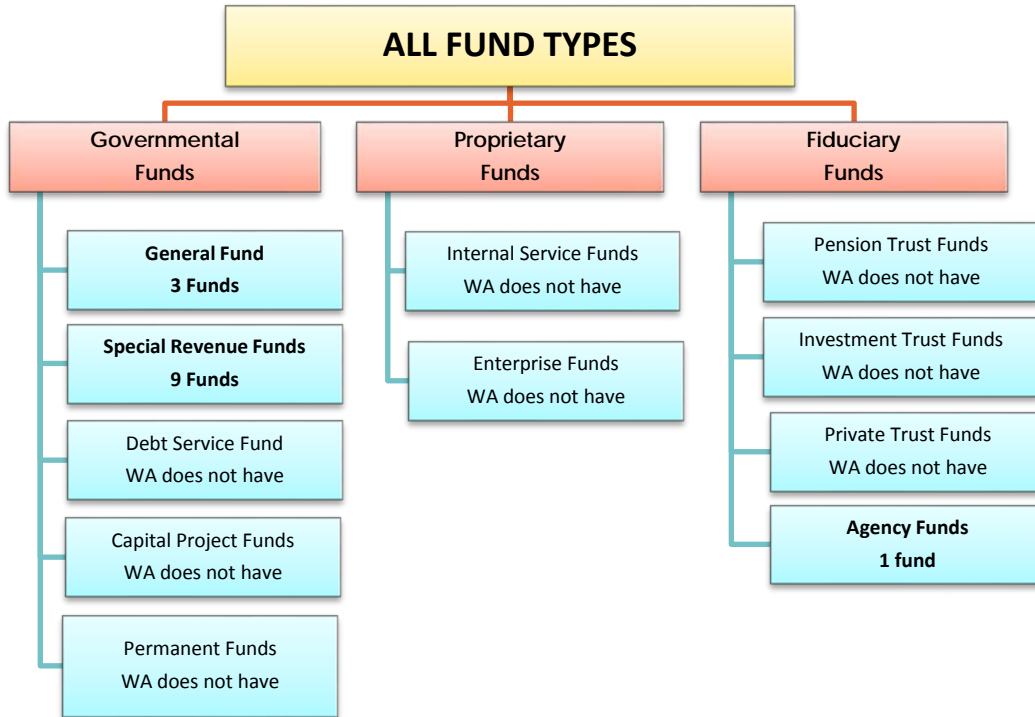 ALL FUND TYPES
Governmental
Funds
General Fund
3 Funds
Special Revenue Funds
9 Funds
Debt Service Fund
WA does not have
Capital Project Funds
WA does not have
Permanent Funds
WA does not have
Proprietary
Funds
Internal Service Funds
WA does not have
Enterprise Funds
WA does not have
Fiduciary
Funds
Pension Trust Funds
WA does not have
Investment Trust Funds
WA does not have
Private Trust Funds
WA does not have
Agency Funds
1 fund